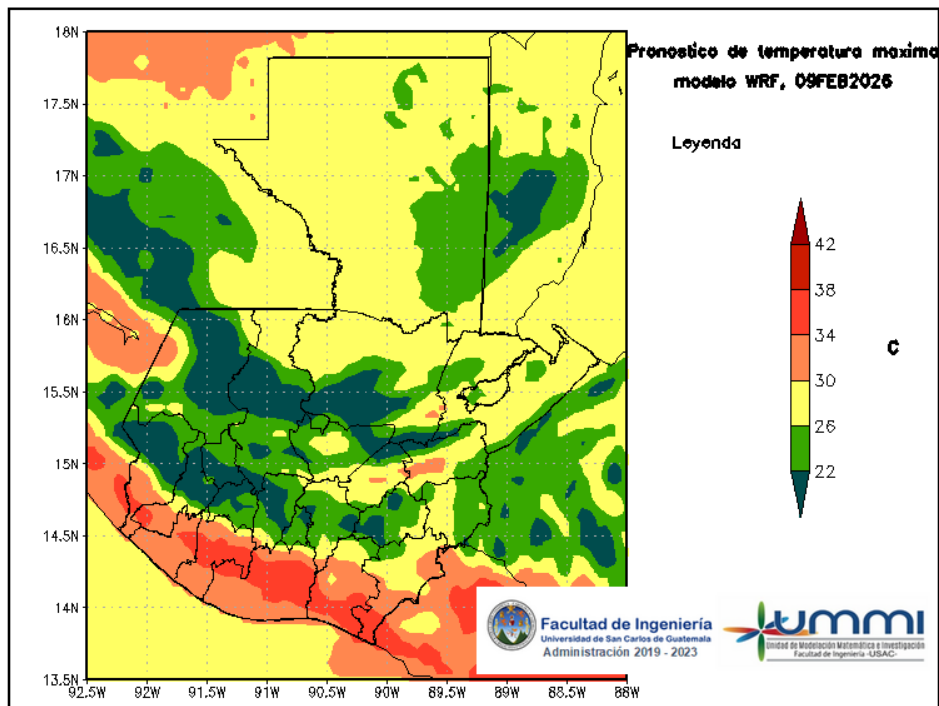 Pronostico de temperatura maxima
modelo WRF, 09FEB2026
Leyenda
42
38
34
30
26
22
C
18N
17.5N
17N
16.5N
16N
15.5N
15N
14.5N
14N
13.5N
92.5W
92W
91.5W
91W
90.5W
90W
89.5W
89W
88.5W
88W
Facultad de Ingeniería
Universidad de San Carlos de Guatemala
Administración 2019 - 2023
UMMI
Unidad de Modelación Matemática e Investigación
Facultad de Ingeniería -USAC-